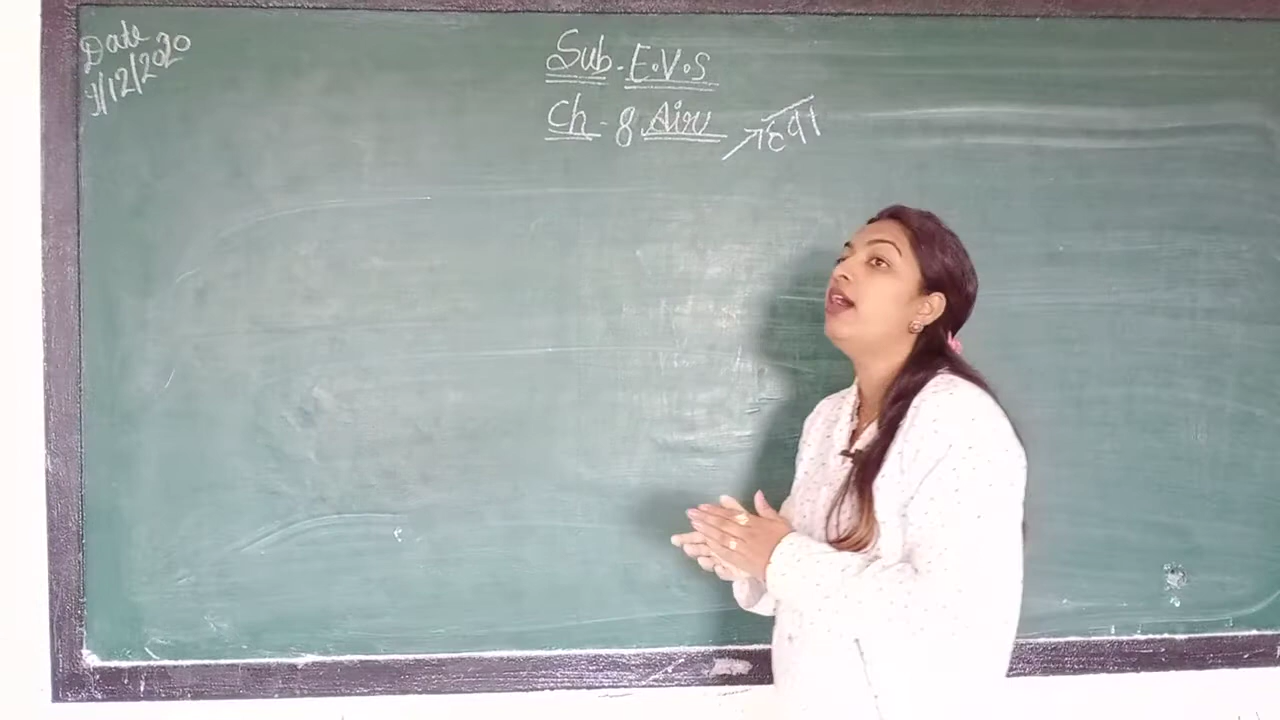 Date
9/12/2020
Sub. E.V.S
Ch - 8 Air → हवा